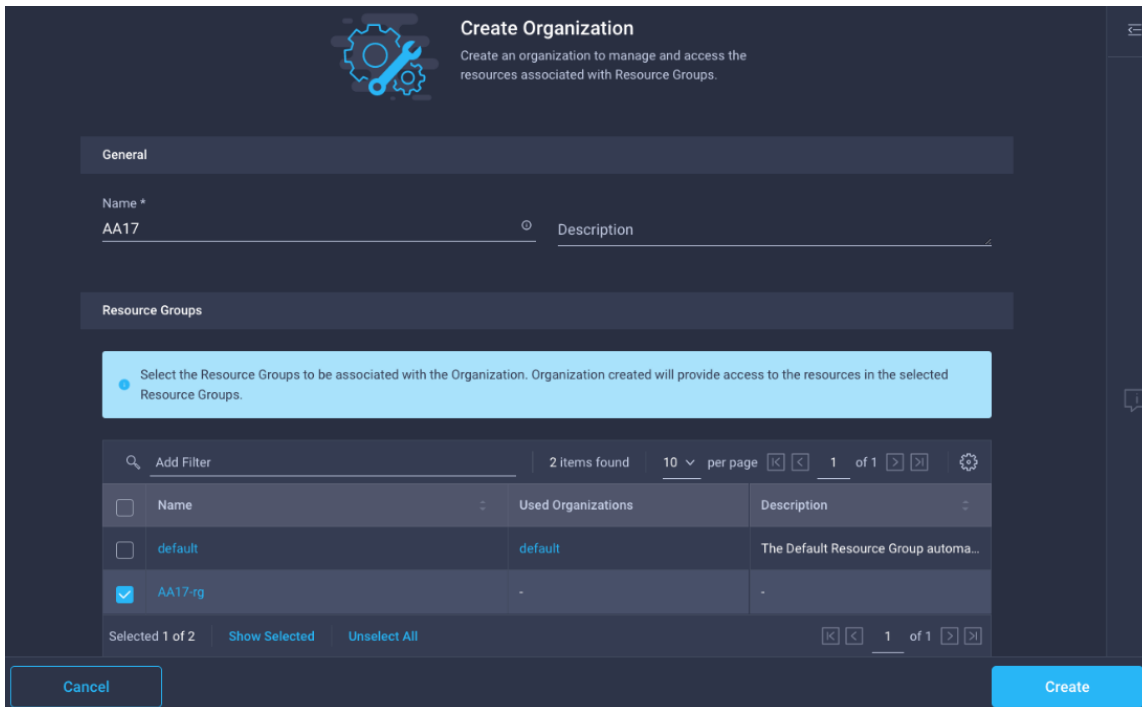 Create Organization
Create an organization to manage and access the
resources associated with Resource Groups.
General
Name *
AA17
Description
Resource Groups
Select the Resource Groups to be associated with the Organization. Organization created will provide access to the resources in the selected
Resource Groups.
Add Filter 2 items found 10 per page 1 of 1
Name Used Organizations Description
default default The Default Resource Group automa...
AA17-rg - -
Selected 1 of 2 Show Selected Unselect All 1 of 1
Cancel Create